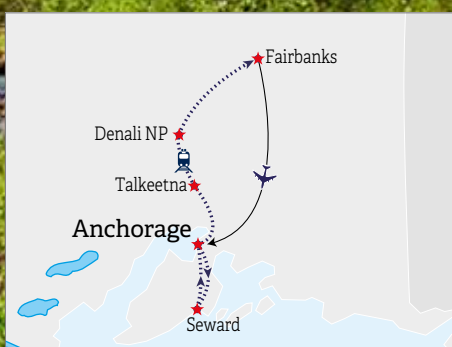 Fairbanks
Denali NP
Talkeetna
Anchorage
Seward